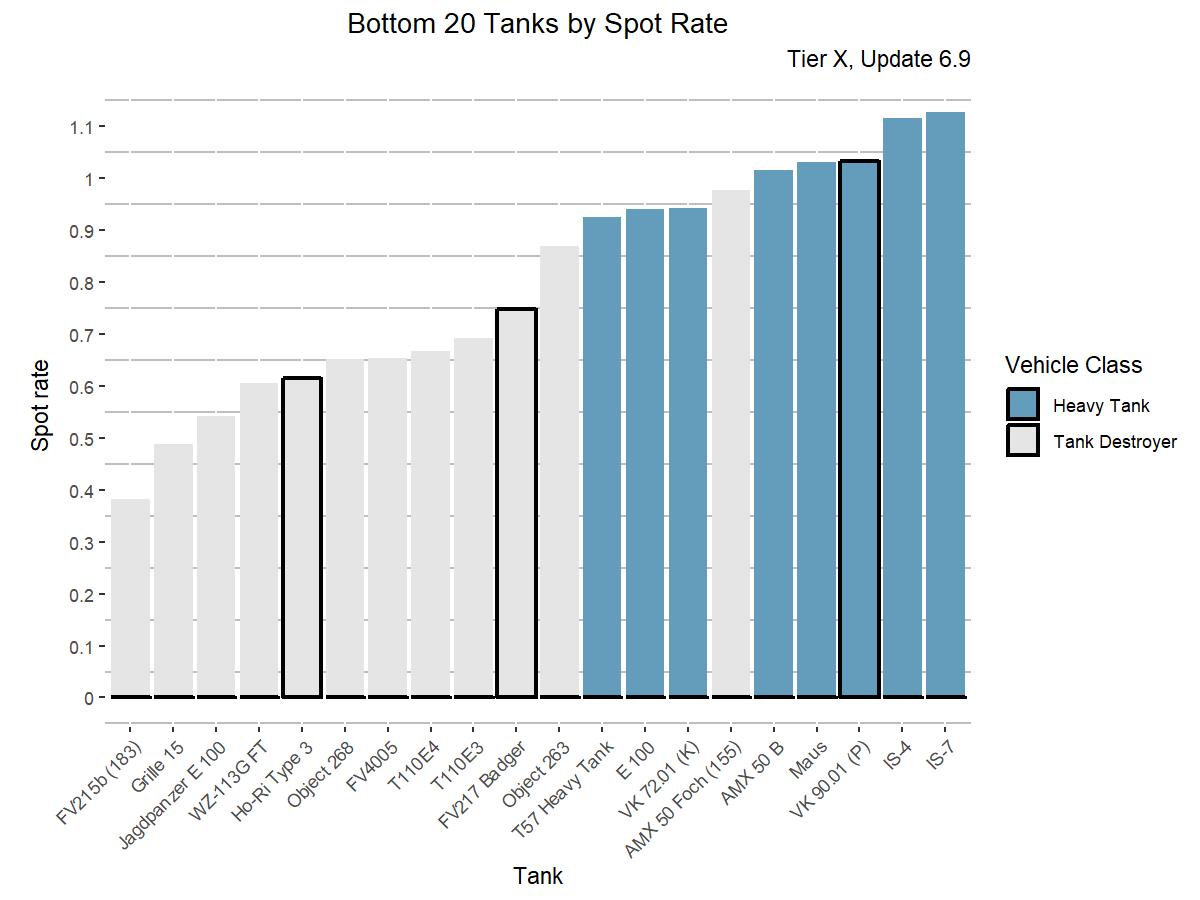 Bottom 20 Tanks by Spot Rate
Tier X, Update 6.9
Spot rate
1.1
1
0.9
0.8
0.7
0.6
0.5
0.4
0.3
0.2
0.1
0
FV215b (183)
Grille 15
Jagdpanzer E 100
WZ-113G FT
Ho-Ri Type 3
Object 268
FV4005
T110E4
T110E3
FV217 Badger
Object 263
T57 Heavy Tank
E 100
VK 72.01 (K)
AMX 50 Foch (155)
AMX 50 B
Maus
VK 90.01 (P)
IS-4
IS-7
Tank
Vehicle Class
Heavy Tank
Tank Destroyer